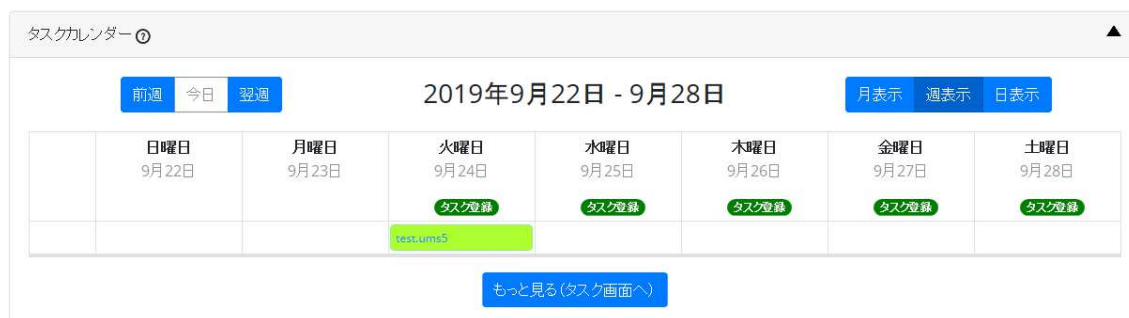 タスクカレンダー ?
前週 今日 翌週
2019年9月22日 - 9月28日
月表示 週表示 日表示
日曜日 月曜日 火曜日 水曜日 木曜日 金曜日 土曜日
9月22日 9月23日 9月24日 9月25日 9月26日 9月27日 9月28日
タスク登録 タスク登録 タスク登録 タスク登録 タスク登録
test.ums5
もっと見る(タスク画面へ)